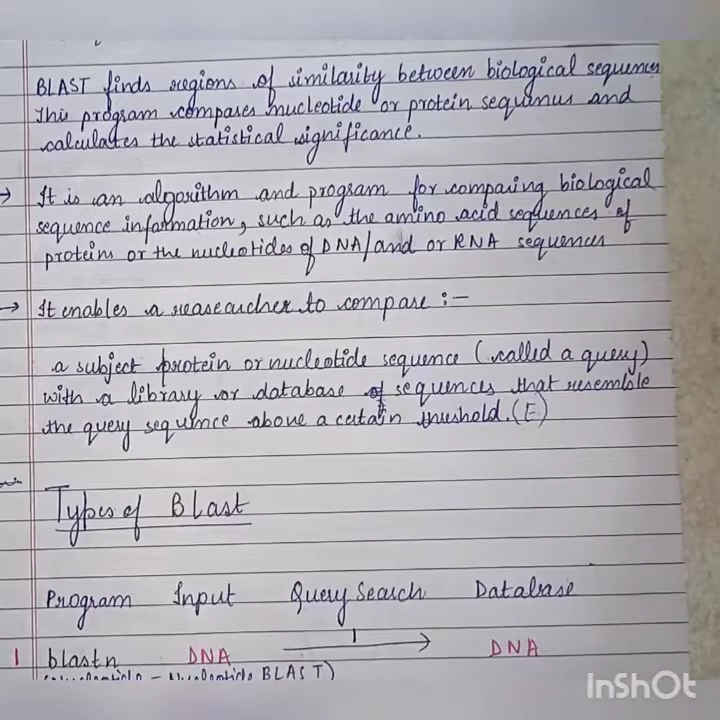 BLAST finds regions of similarity between biological sequences
This program compares nucleotide or protein sequences and
calculates the statistical significance.
→ It is an algorithm and program for comparing biological
sequence information, such as the amino acid sequences of
proteins or the nucleotides of DNA/and or RNA sequences
→ It enables a reaseacher to compare :-
a subject protein or nucleotide sequence (called a query)
with a library or database of sequences that resemble
the query sequence above a certain threshold. (E)
Types of Blast
Program Input Query Search Database
1 blastn DNA 1 → DNA
BLAST)
InShOt